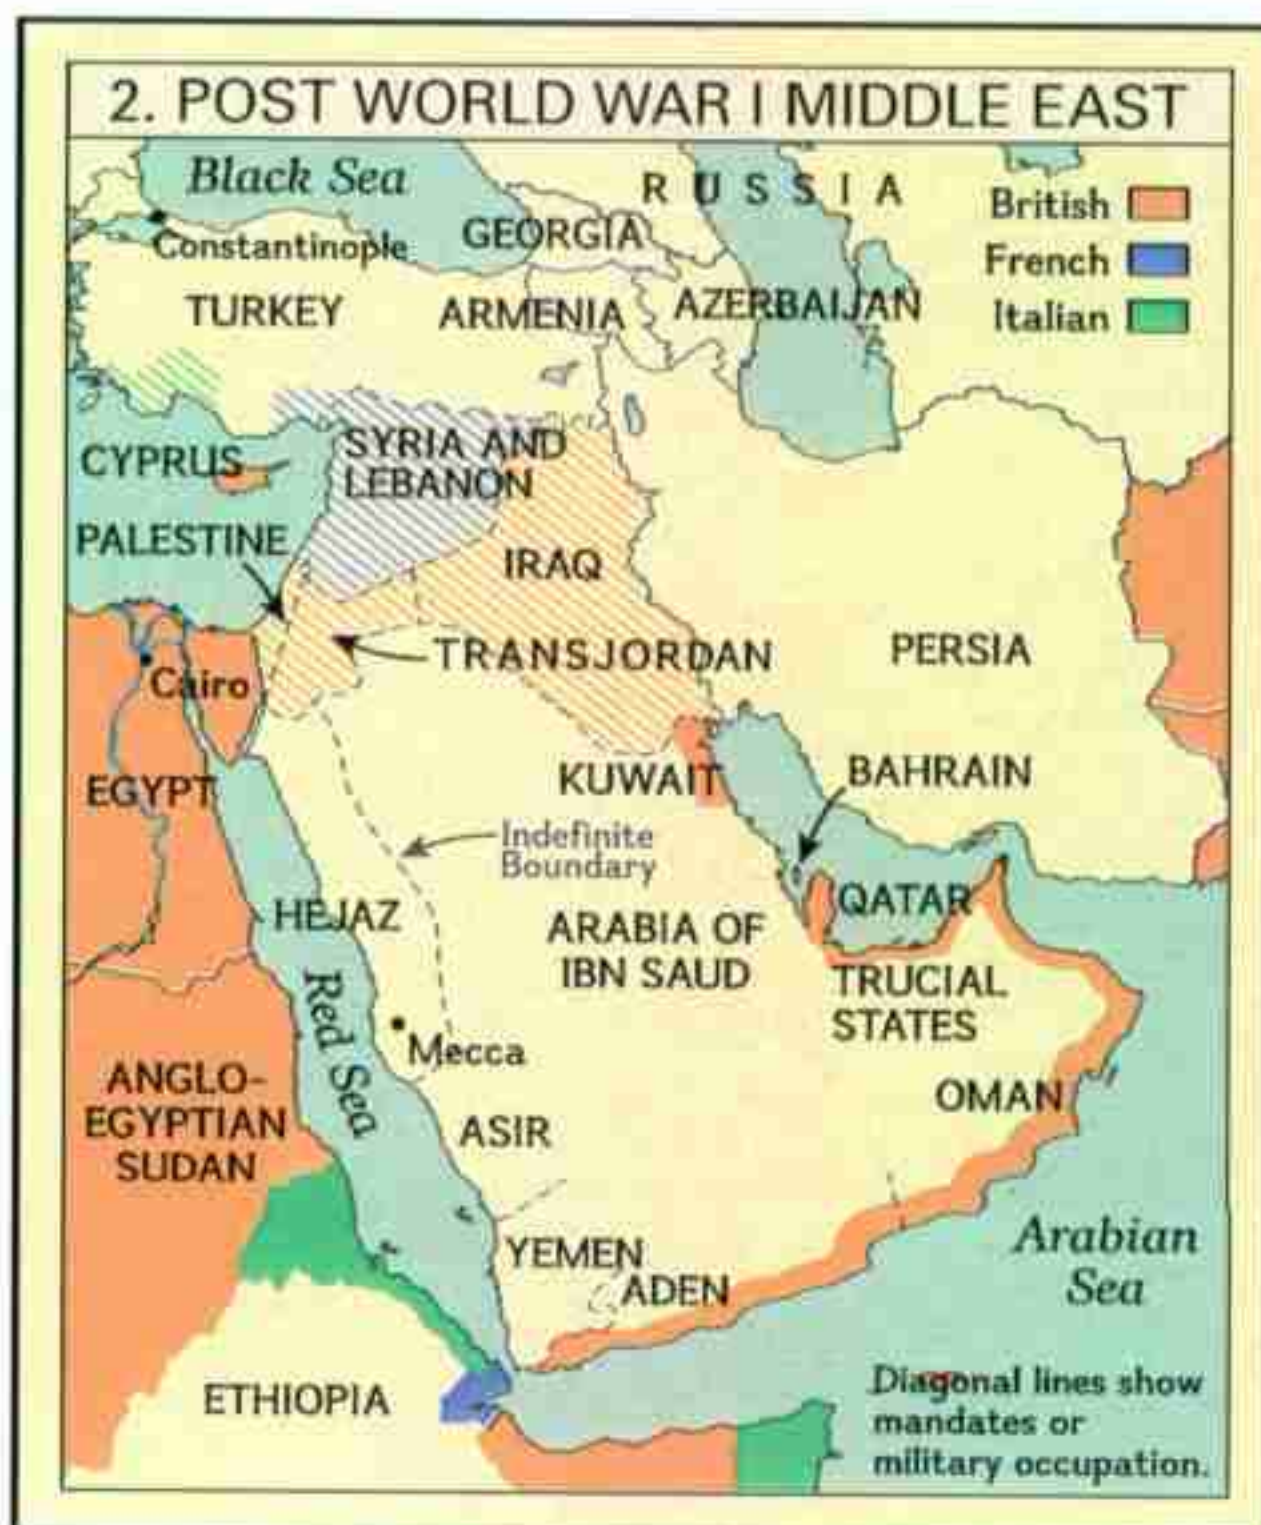 2. POST WORLD WAR I MIDDLE EAST
Black Sea
RUSSIA
British
French
Italian
Constantinople
GEORGIA
TURKEY
ARMENIA
AZERBAIJAN
CYPRUS
SYRIA AND
LEBANON
PALESTINE
IRAQ
TRANSJORDAN
PERSIA
Cairo
EGYPT
KUWAIT
BAHRAIN
Indefinite
Boundary
HEJAZ
ARABIA OF
IBN SAUD
QATAR
TRUCIAL
STATES
Red Sea
Mecca
ANGLO-
EGYPTIAN
SUDAN
ASIR
OMAN
YEMEN
ADEN
Arabian
Sea
ETHIOPIA
Diagonal lines show
mandates or
military occupation.